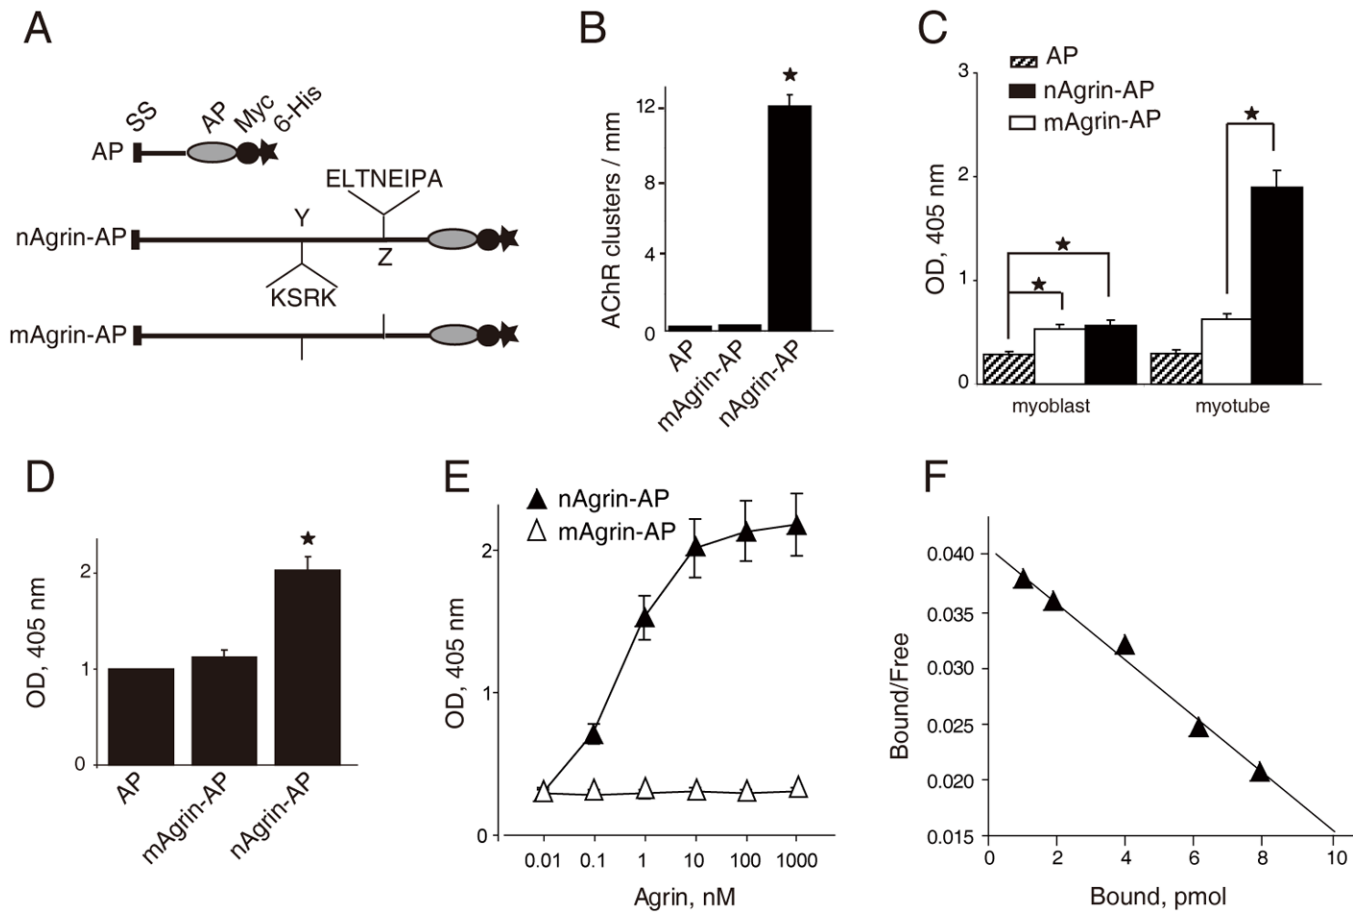 A
SS
AP
Myc
6-His
AP
ELTNEIPA
Y
nAgrin-AP
Z
KSRK
mAgrin-AP
B
AChR clusters / mm
12
8
4
0
AP
mAgrin-AP
nAgrin-AP
C
AP
nAgrin-AP
mAgrin-AP
OD, 405 nm
3
2
1
0
myoblast
myotube
D
OD, 405 nm
2
1
0
AP
mAgrin-AP
nAgrin-AP
E
nAgrin-AP
mAgrin-AP
OD, 405 nm
2
1
0
0.01 0.1 1 10 100 1000
Agrin, nM
F
Bound/Free
0.040
0.035
0.030
0.025
0.020
0.015
0 2 4 6 8 10
Bound, pmol